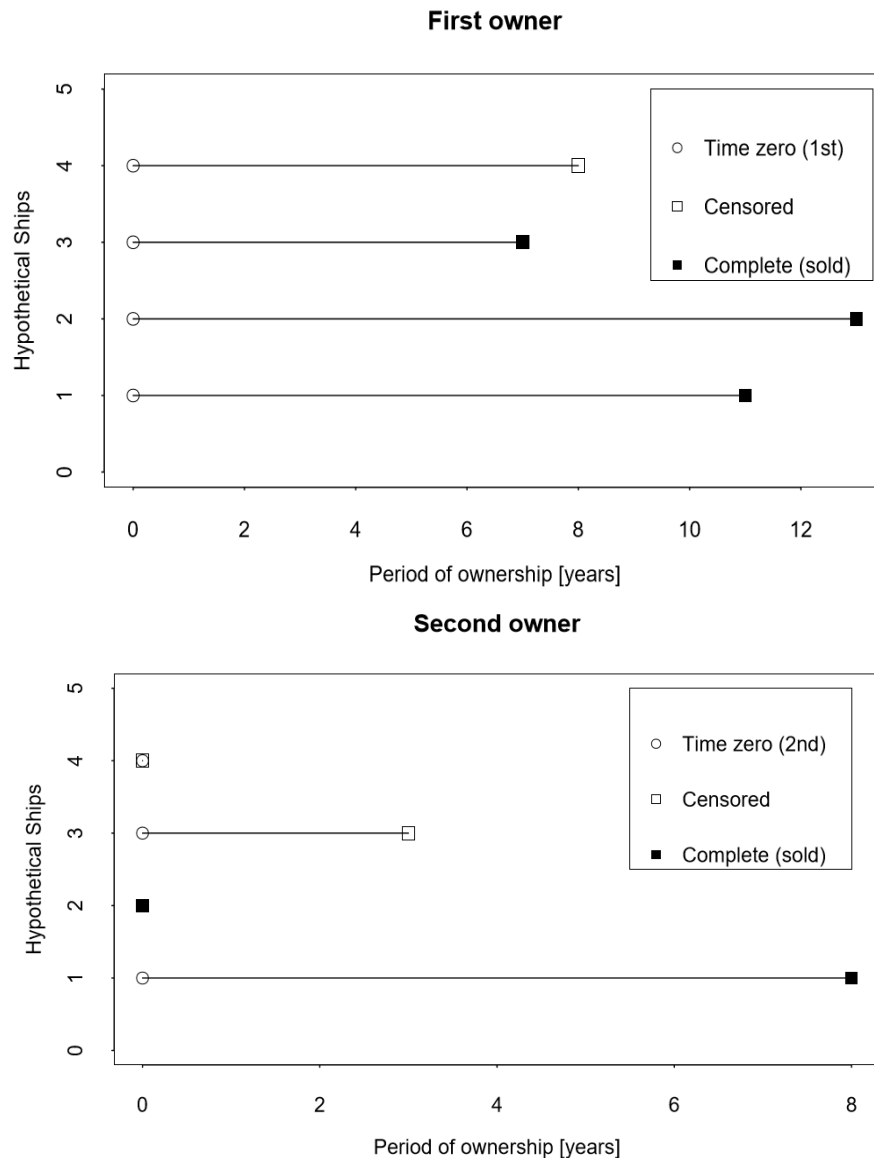 First owner
Hypothetical Ships
5
4
3
2
1
0
Time zero (1st)
Censored
Complete (sold)
0 2 4 6 8 10 12
Period of ownership [years]
Second owner
Hypothetical Ships
5
4
3
2
1
0
Time zero (2nd)
Censored
Complete (sold)
0 2 4 6 8
Period of ownership [years]